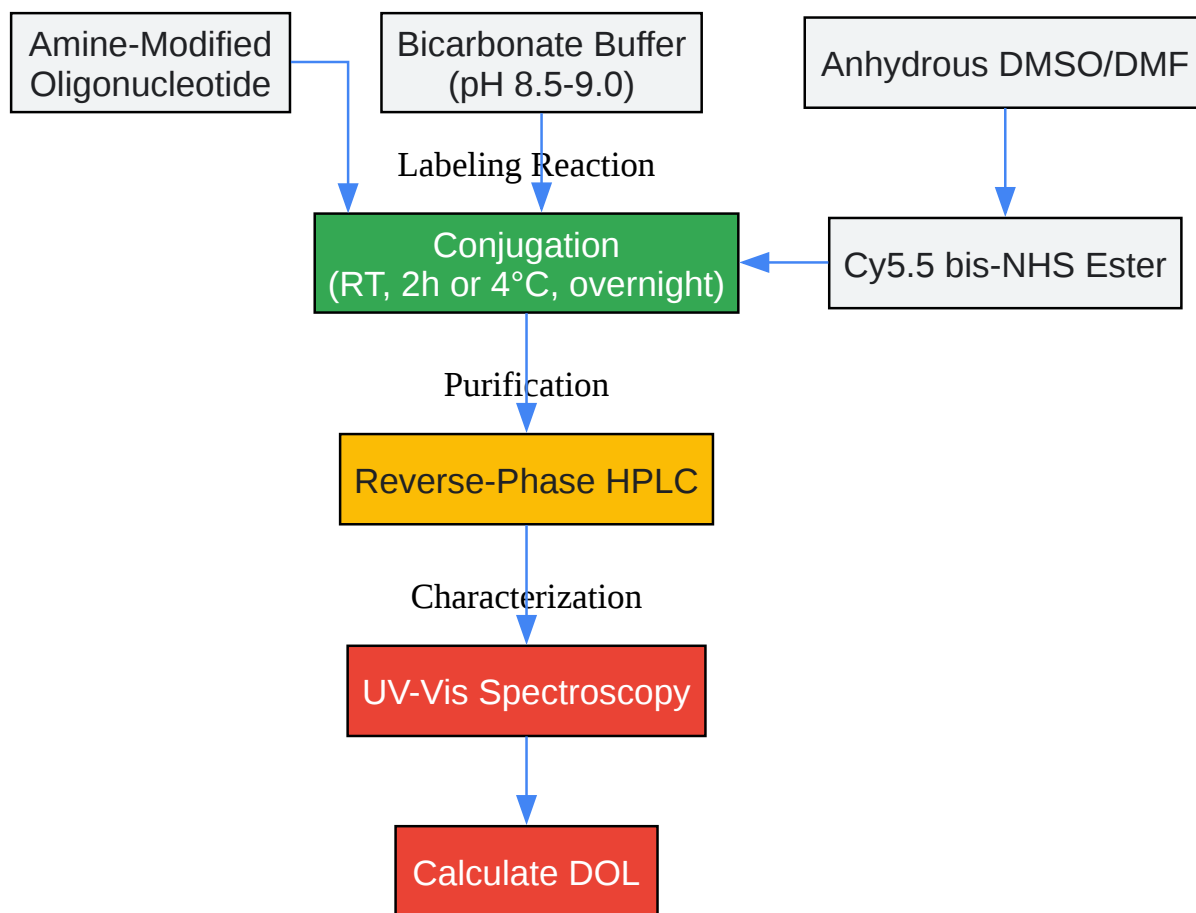 Amine-Modified
Oligonucleotide
Bicarbonate Buffer
(pH 8.5-9.0)
Anhydrous DMSO/DMF
Labeling Reaction
Conjugation
(RT, 2h or 4°C, overnight)
Cy5.5 bis-NHS Ester
Purification
Reverse-Phase HPLC
Characterization
UV-Vis Spectroscopy
Calculate DOL